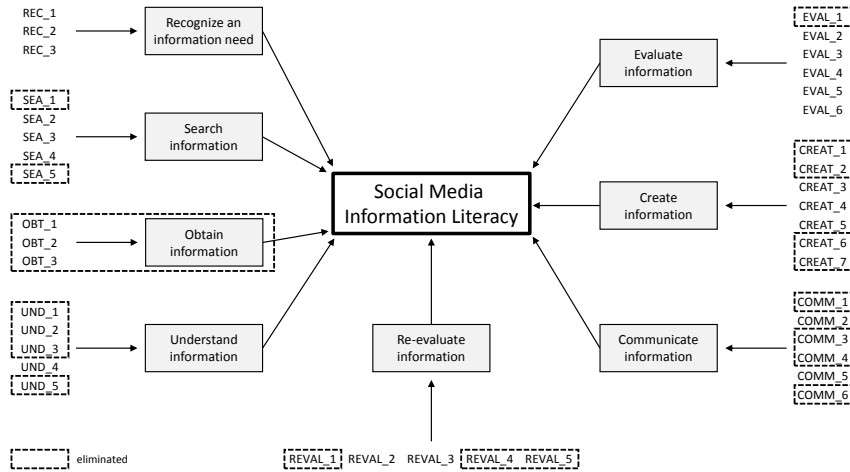 REC_1
REC_2
REC_3
Recognize an
information need
SEA_1
SEA_2
SEA_3
SEA_4
SEA_5
Search
information
OBT_1
OBT_2
OBT_3
Obtain
information
UND_1
UND_2
UND_3
UND_4
UND_5
Understand
information
Social Media
Information Literacy
Re-evaluate
information
REVAL_1 REVAL_2 REVAL_3 REVAL_4 REVAL_5
Evaluate
information
EVAL_1
EVAL_2
EVAL_3
EVAL_4
EVAL_5
EVAL_6
Create
information
CREAT_1
CREAT_2
CREAT_3
CREAT_4
CREAT_5
CREAT_6
CREAT_7
Communicate
information
COMM_1
COMM_2
COMM_3
COMM_4
COMM_5
COMM_6
eliminated